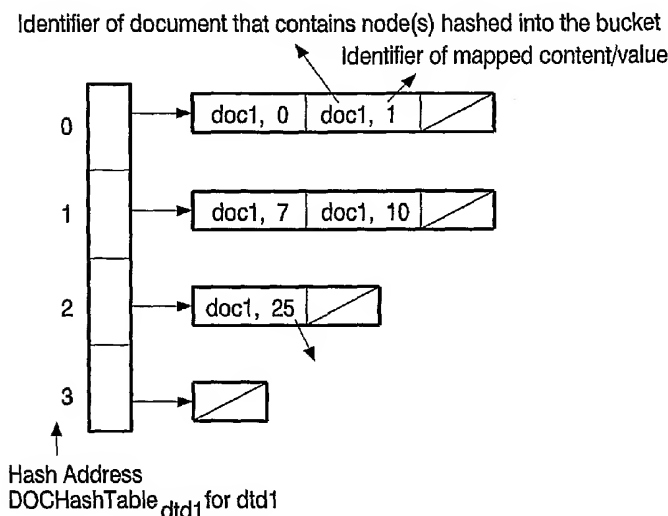 Identifier of document that contains node(s) hashed into the bucket
Identifier of mapped content/value
0
doc1, 0 doc1, 1
1
doc1, 7 doc1, 10
2
doc1, 25
3
Hash Address
DOCHashTable dtd1 for dtd1